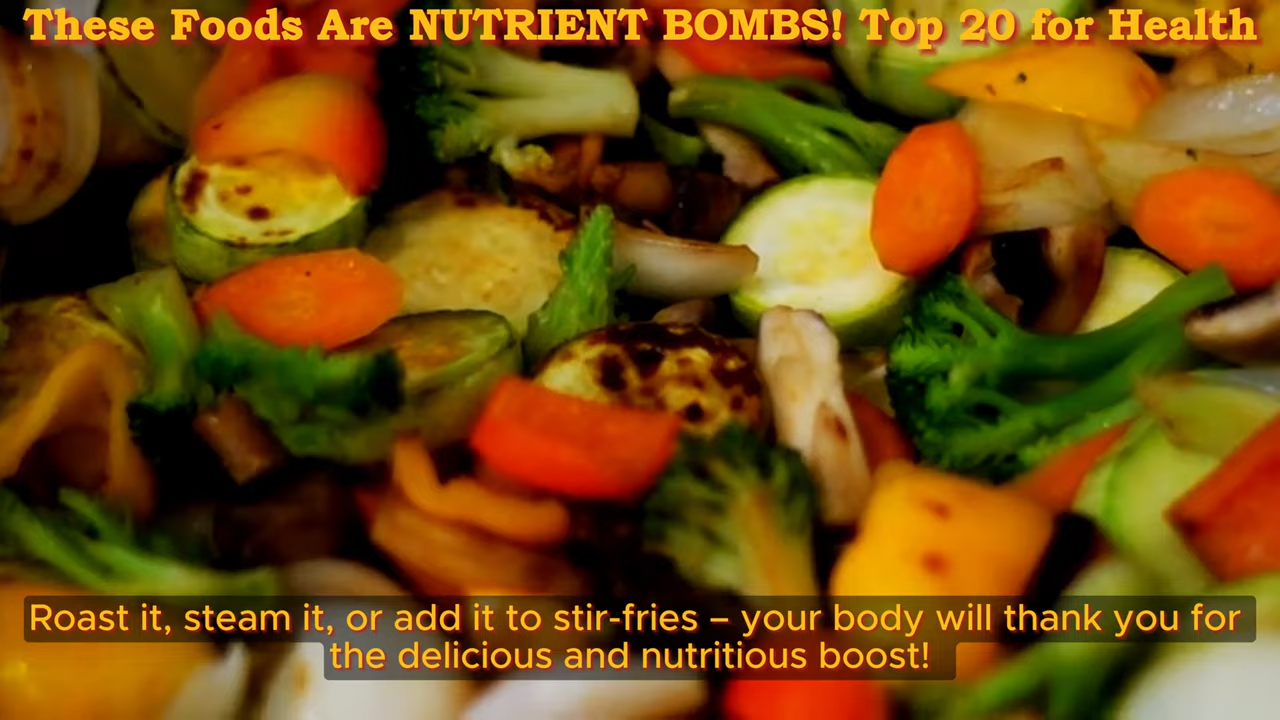 These Foods Are NUTRIENT BOMBS! Top 20 for Health
Roast it, steam it, or add it to stir-fries – your body will thank you for
the delicious and nutritious boost!